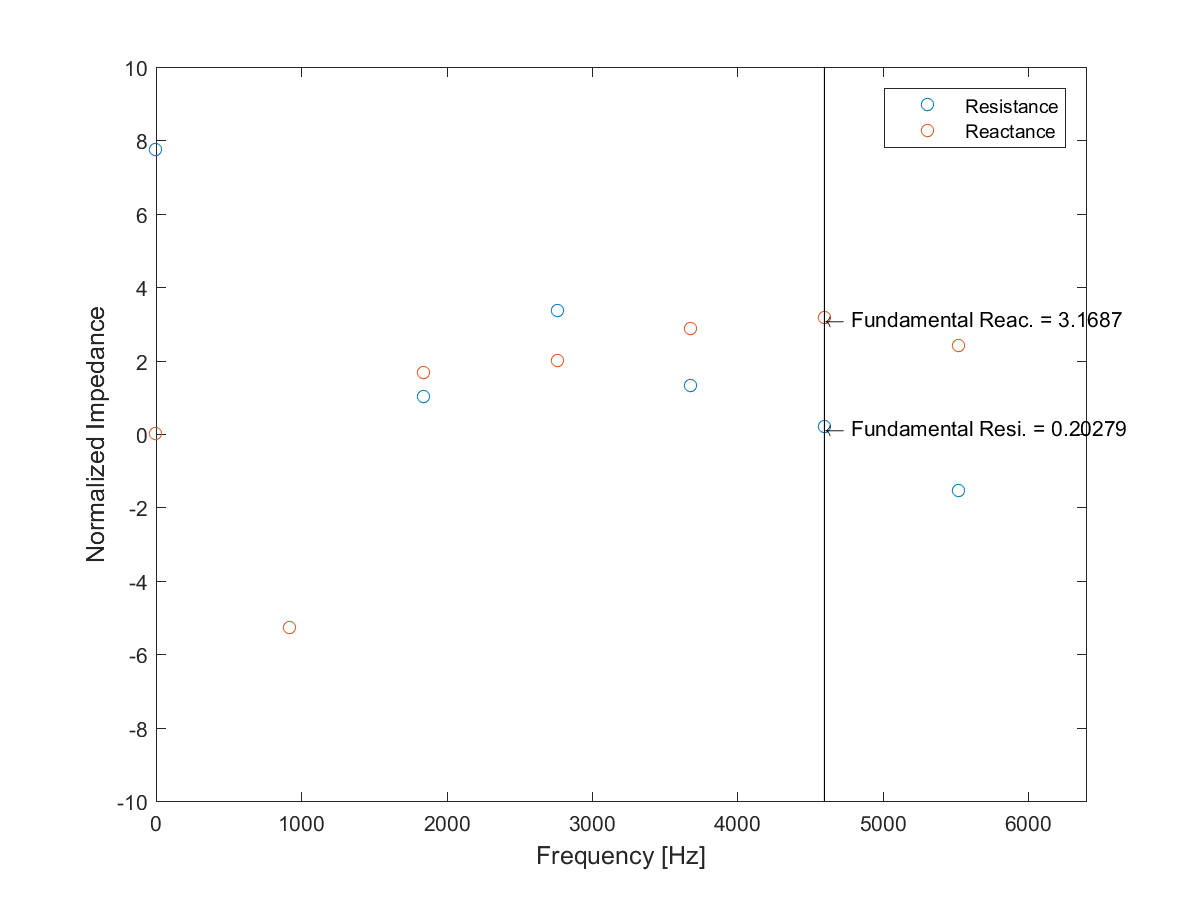 10
8
6
4
2
0
-2
-4
-6
-8
-10
Normalized Impedance
Resistance
Reactance
Fundamental Reac. = 3.1687
Fundamental Resi. = 0.20279
0 1000 2000 3000 4000 5000 6000
Frequency [Hz]